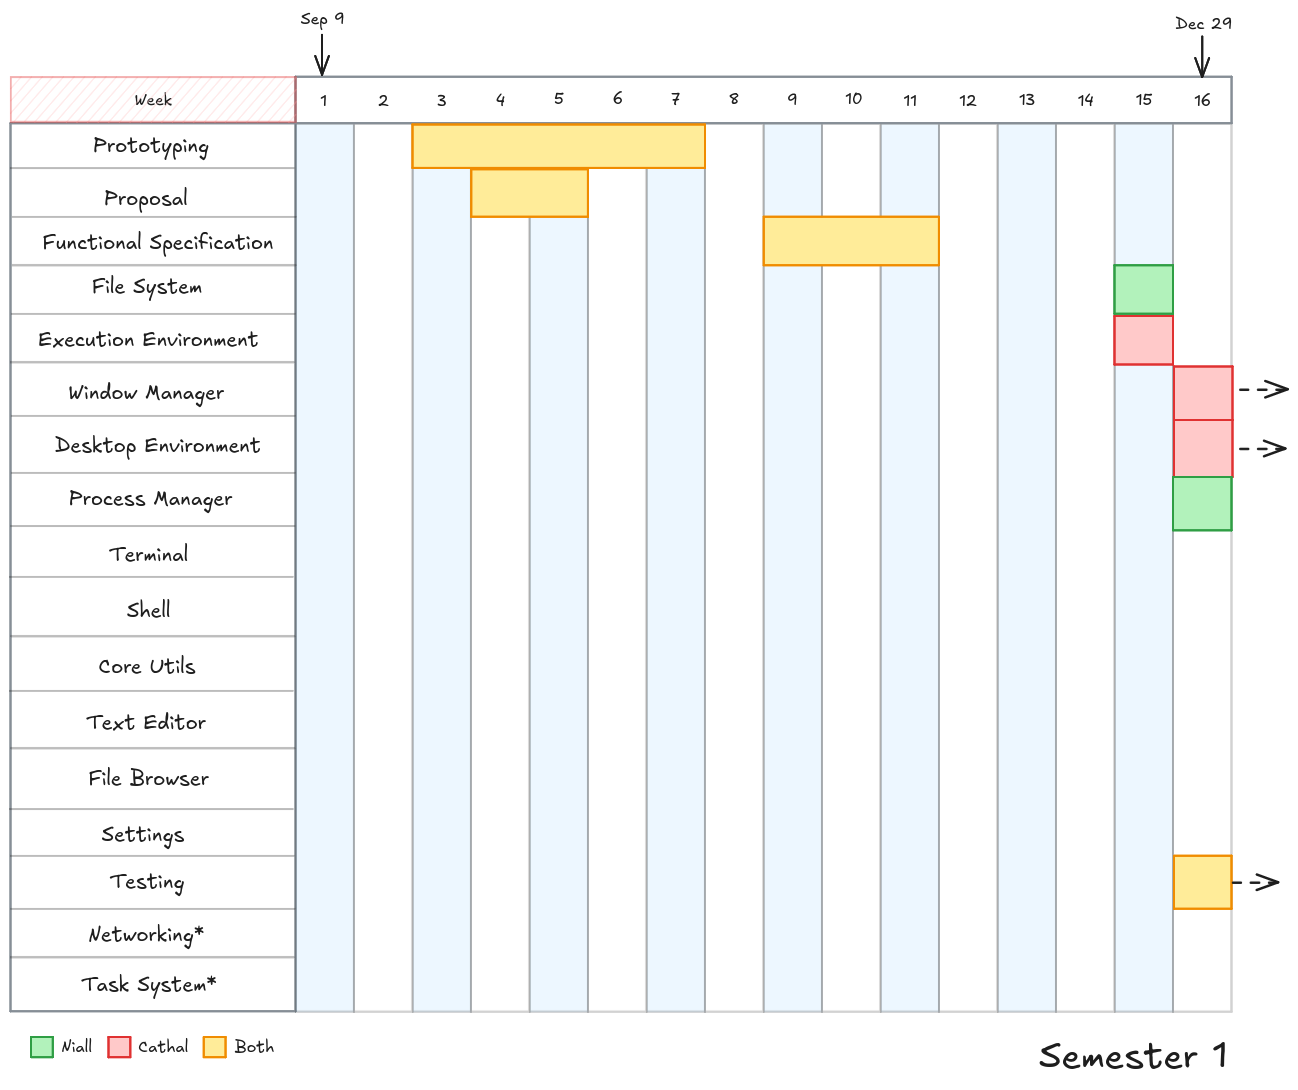 Sep 9
Dec 29
Week 1 2 3 4 5 6 7 8 9 10 11 12 13 14 15 16
Prototyping
Proposal
Functional Specification
File System
Execution Environment
Window Manager
Desktop Environment
Process Manager
Terminal
Shell
Core Utils
Text Editor
File Browser
Settings
Testing
Networking*
Task System*
Niall Cathal Both
Semester 1